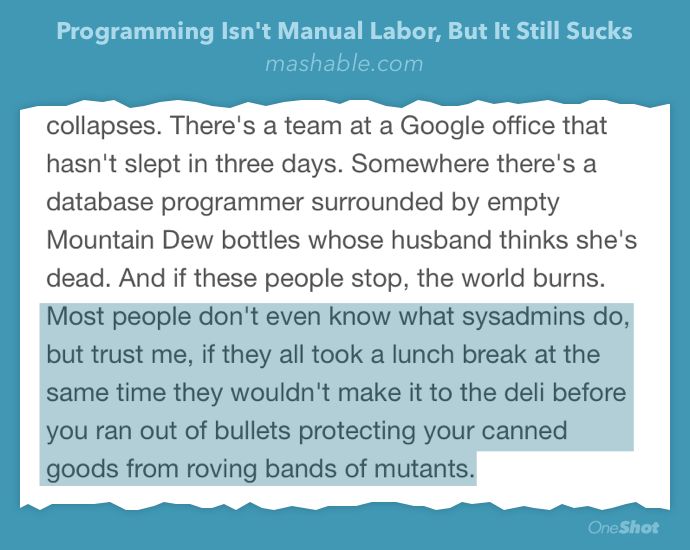 Programming Isn't Manual Labor, But It Still Sucks
mashable.com
collapses. There's a team at a Google office that
hasn't slept in three days. Somewhere there's a
database programmer surrounded by empty
Mountain Dew bottles whose husband thinks she's
dead. And if these people stop, the world burns.
Most people don't even know what sysadmins do,
but trust me, if they all took a lunch break at the
same time they wouldn't make it to the deli before
you ran out of bullets protecting your canned
goods from roving bands of mutants.
OneShot